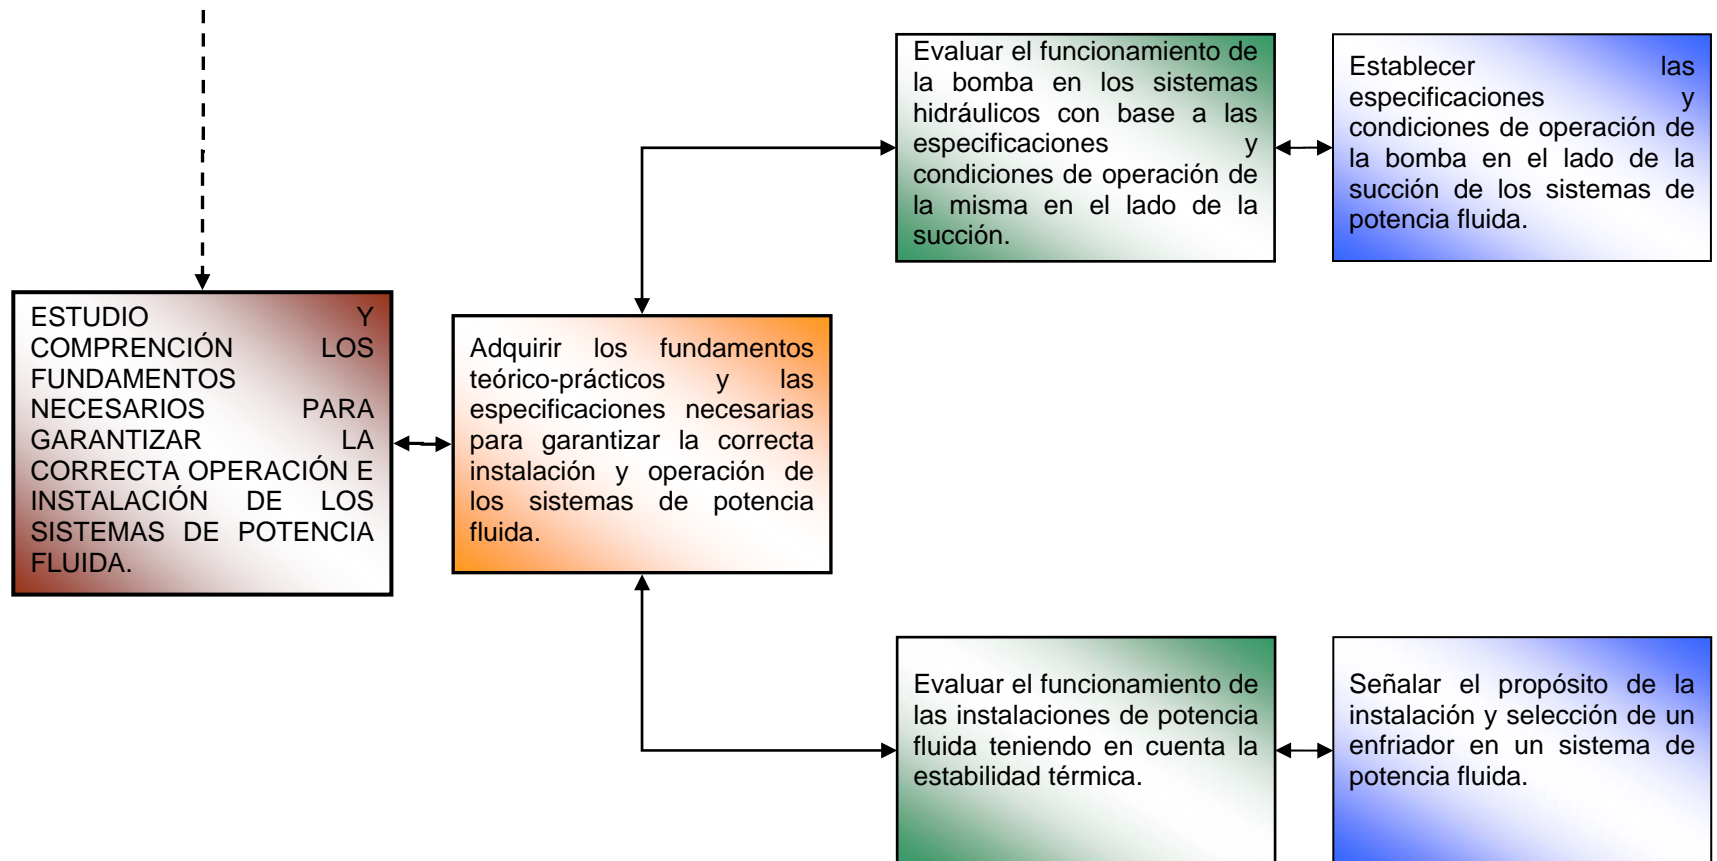 Evaluar el funcionamiento de
la bomba en los sistemas
hidráulicos con base a las
especificaciones y
condiciones de operación de
la misma en el lado de la
succión.
Establecer las
especificaciones y
condiciones de operación de
la bomba en el lado de la
succión de los sistemas de
potencia fluida.
ESTUDIO Y
COMPRENCIÓN LOS
FUNDAMENTOS
NECESARIOS PARA
GARANTIZAR LA
CORRECTA OPERACIÓN E
INSTALACIÓN DE LOS
SISTEMAS DE POTENCIA
FLUIDA.
Adquirir los fundamentos
teórico-prácticos y las
especificaciones necesarias
para garantizar la correcta
instalación y operación de
los sistemas de potencia
fluida.
Evaluar el funcionamiento de
las instalaciones de potencia
fluida teniendo en cuenta la
estabilidad térmica.
Señalar el propósito de la
instalación y selección de un
enfriador en un sistema de
potencia fluida.